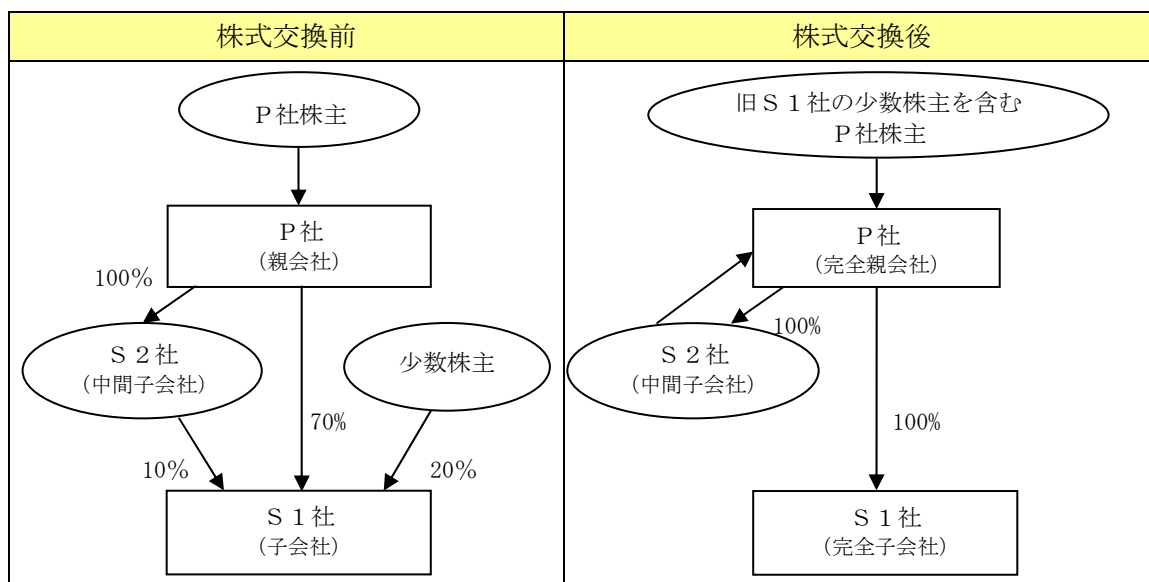 株式交換前
Ｐ社株主
Ｐ社
（親会社）
100％
Ｓ２社
（中間子会社）
少数株主
70%
10％
20％
Ｓ１社
（子会社）
株式交換後
旧Ｓ１社の少数株主を含む
Ｐ社株主
Ｐ社
（完全親会社）
100%
Ｓ２社
（中間子会社）
100%
Ｓ１社
（完全子会社）